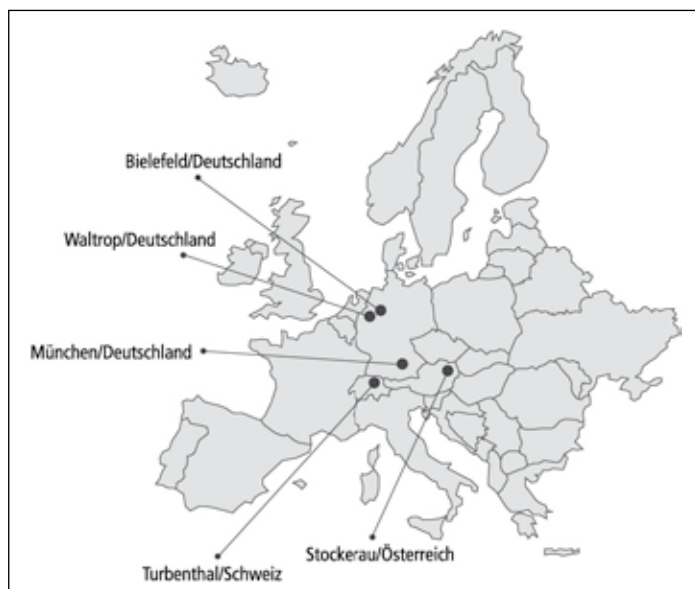 Bielefeld/Deutschland
Waltrop/Deutschland
München/Deutschland
Stockerau/Österreich
Turbenthal/Schweiz